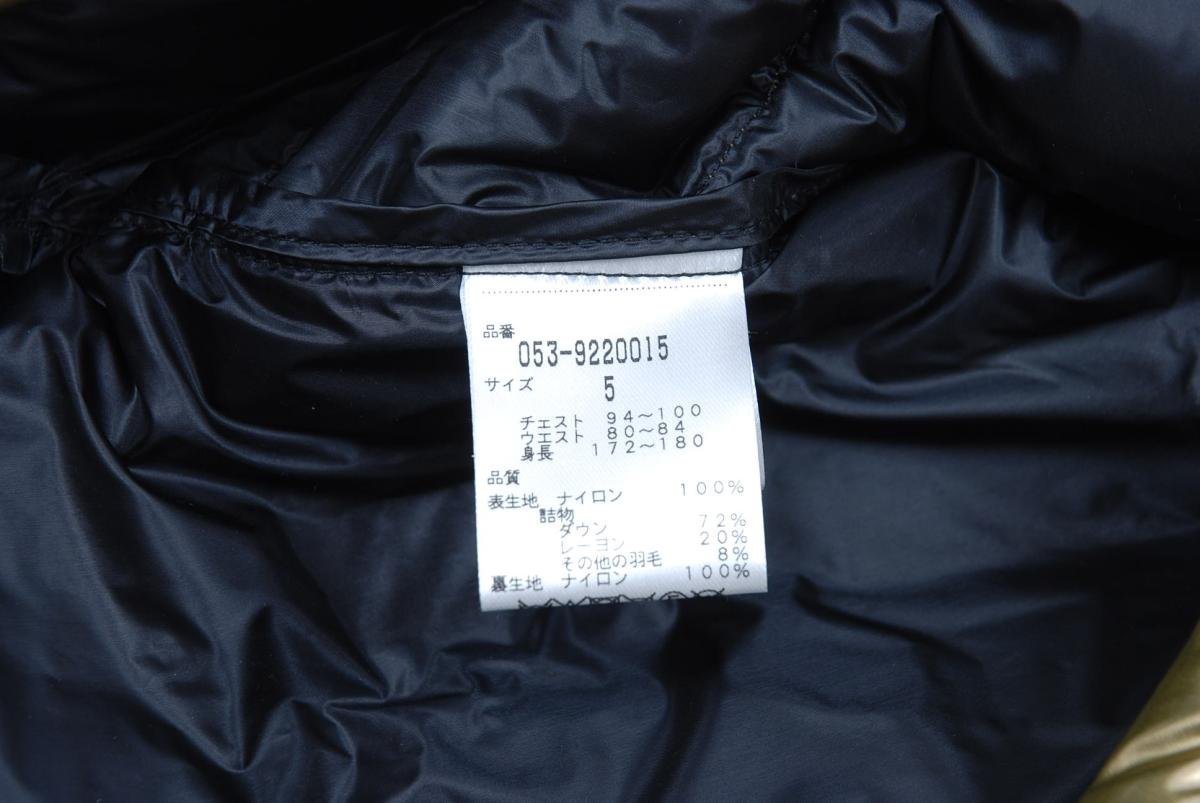 品番
053-9220015
サイズ 5
チェスト 94～100
ウエスト 80～84
身長 172～180
品質
表生地 ナイロン 100%
詰物
ダウン 72%
レーヨン 20%
その他の羽毛 8%
裏生地 ナイロン 100%